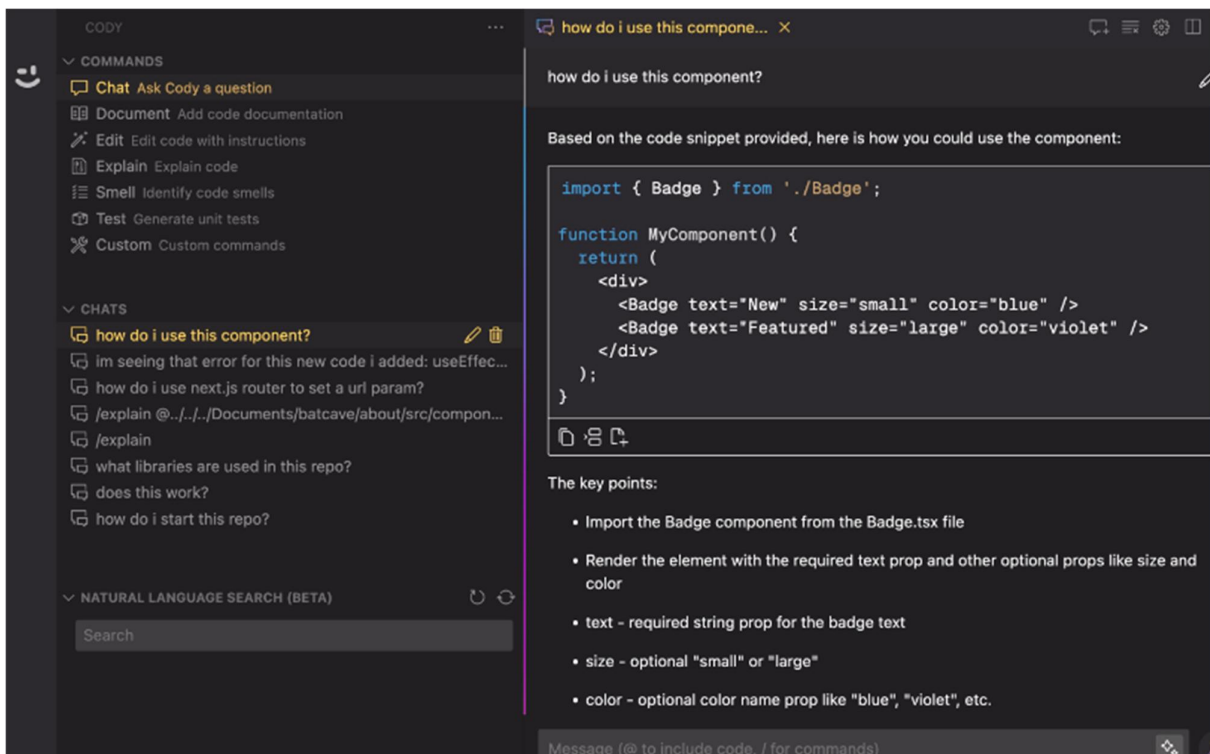 CODY
COMMANDS
Chat Ask Cody a question
Document Add code documentation
Edit Edit code with instructions
Explain Explain code
Smell Identify code smells
Test Generate unit tests
Custom Custom commands
CHATS
how do i use this component?
im seeing that error for this new code i added: useEffec...
how do i use next.js router to set a url param?
/explain @../../../Documents/batcave/about/src/compon...
/explain
what libraries are used in this repo?
does this work?
how do i start this repo?
NATURAL LANGUAGE SEARCH (BETA)
Search
how do i use this compone...
how do i use this component?
Based on the code snippet provided, here is how you could use the component:
import { Badge } from './Badge';
function MyComponent() {
return (
<div>
<Badge text="New" size="small" color="blue" />
<Badge text="Featured" size="large" color="violet" />
</div>
);
}
The key points:
• Import the Badge component from the Badge.tsx file
• Render the element with the required text prop and other optional props like size and
color
• text - required string prop for the badge text
• size - optional "small" or "large"
• color - optional color name prop like "blue", "violet", etc.
Message (@ to include code, / for commands)